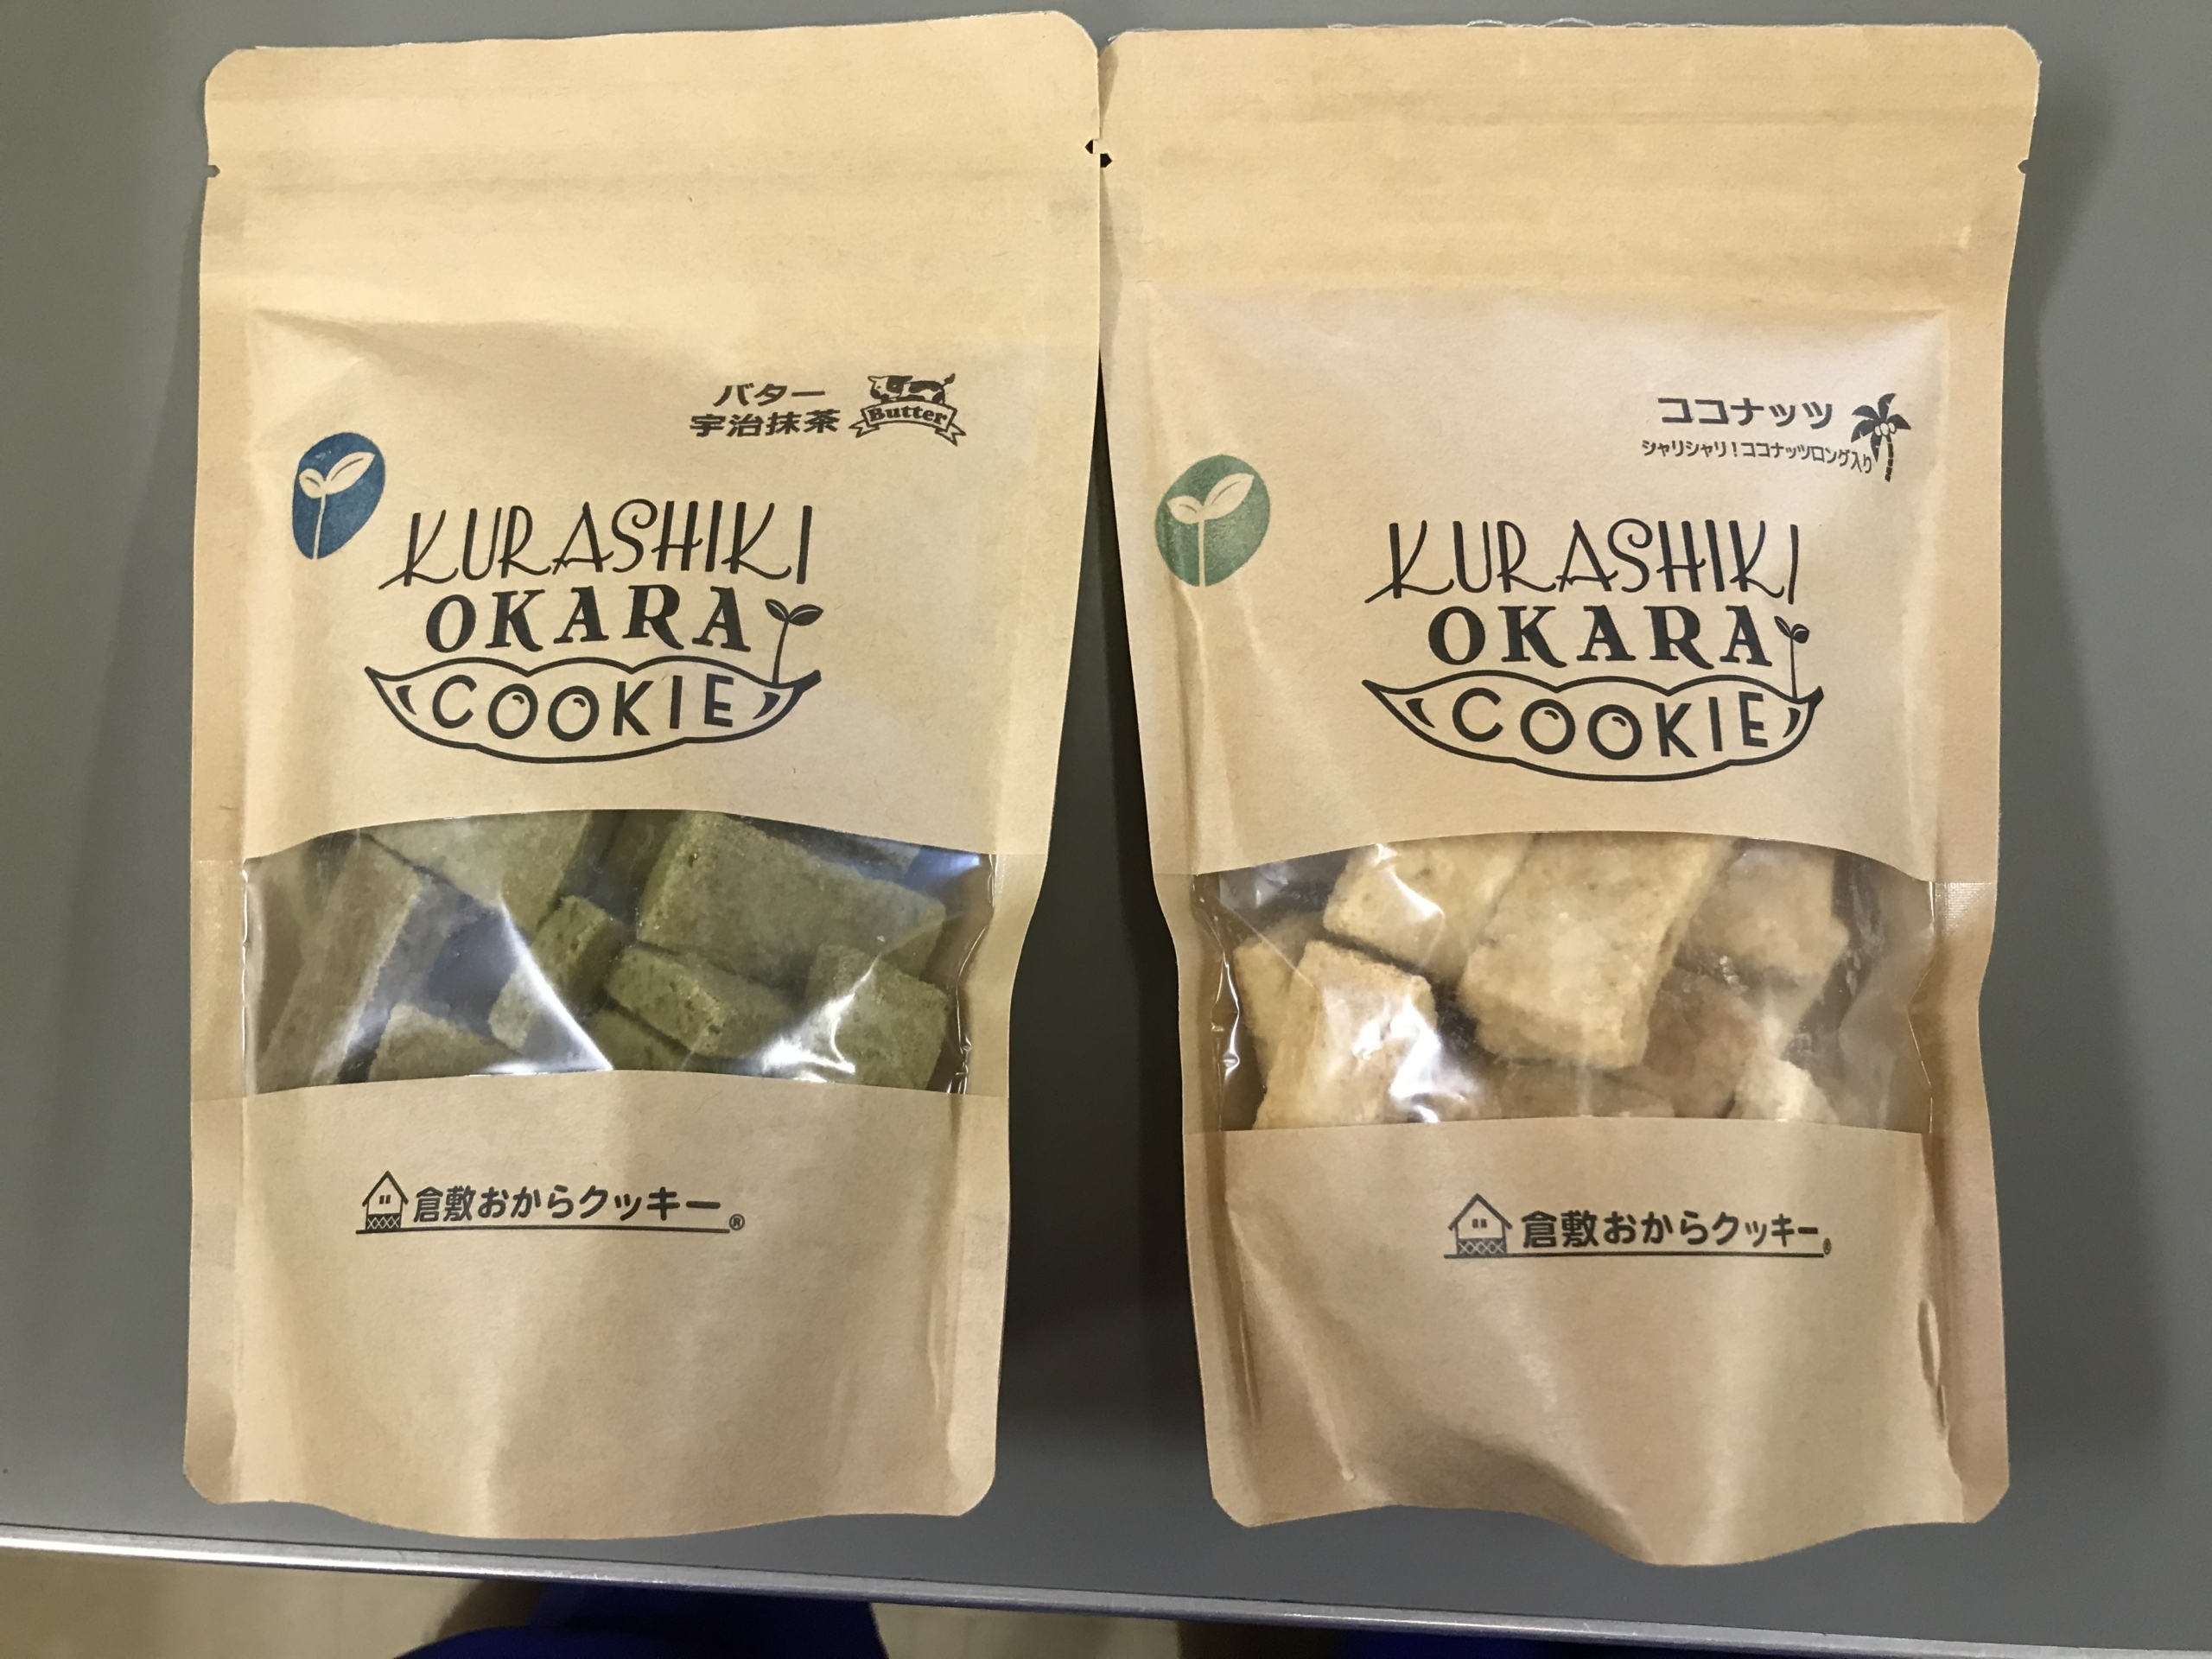 バター
宇治抹茶
Butter
KURASHIKI
OKARA
COOKIE
倉敷おからクッキー®
ココナッツ
シャリシャリ!ココナッツロング入り
KURASHIKI
OKARA
COOKIE
倉敷おからクッキー®